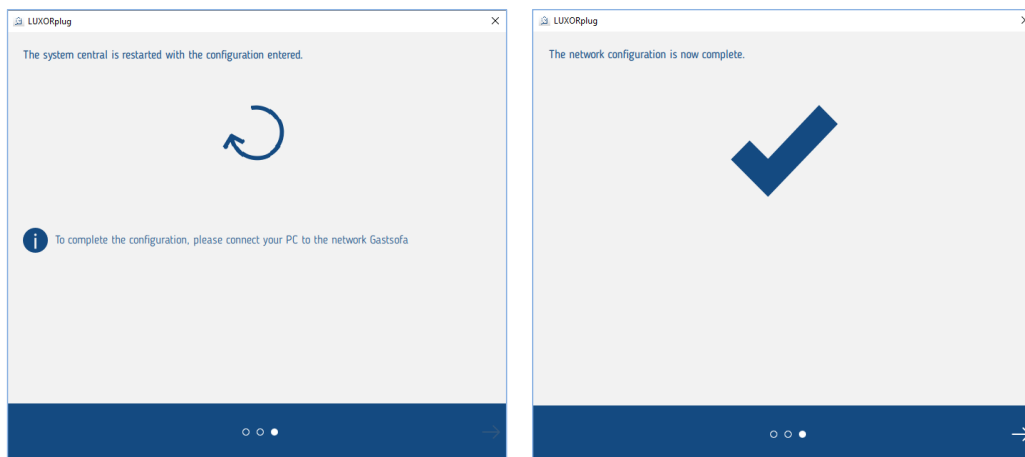 LUXORplug
The system central is restarted with the configuration entered.
i To complete the configuration, please connect your PC to the network Gastsofa
LUXORplug
The network configuration is now complete.